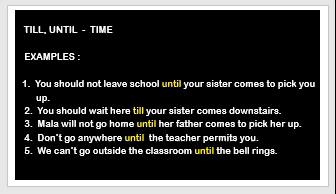 TILL, UNTIL - TIME
EXAMPLES :
1. You should not leave school until your sister comes to pick you
up.
2. You should wait here till your sister comes downstairs.
3. Mala will not go home until her father comes to pick her up.
4. Don't go anywhere until the teacher permits you.
5. We can't go outside the classroom until the bell rings.